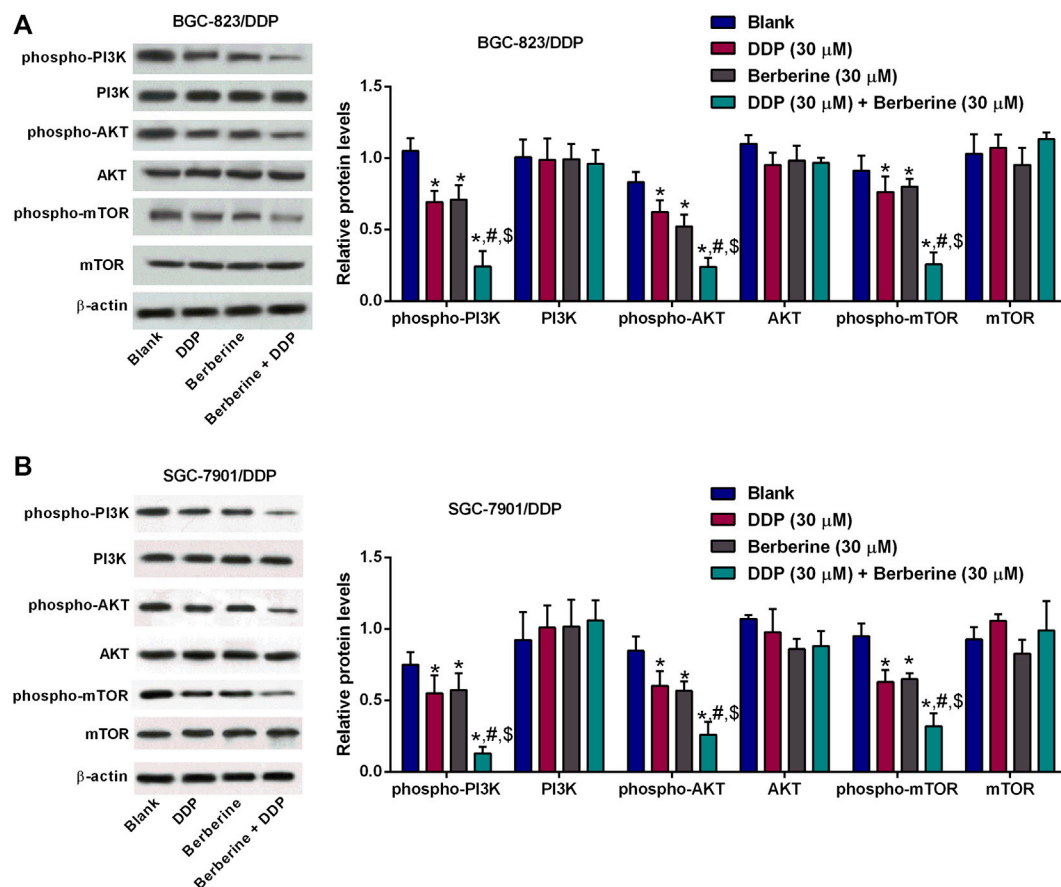 A
BGC-823/DDP
phospho-PI3K
PI3K
phospho-AKT
AKT
phospho-mTOR
mTOR
β-actin
Blank
DDP
Berberine
Berberine + DDP
BGC-823/DDP
Blank
DDP (30 μM)
Berberine (30 μM)
DDP (30 μM) + Berberine (30 μM)
Relative protein levels
1.5
1.0
0.5
0.0
* * *,#,$
* * *,#,$
* * *,#,$
phospho-PI3K PI3K phospho-AKT AKT phospho-mTOR mTOR
B
SGC-7901/DDP
phospho-PI3K
PI3K
phospho-AKT
AKT
phospho-mTOR
mTOR
β-actin
Blank
DDP
Berberine
Berberine + DDP
SGC-7901/DDP
Blank
DDP (30 μM)
Berberine (30 μM)
DDP (30 μM) + Berberine (30 μM)
Relative protein levels
1.5
1.0
0.5
0.0
* * *,#,$
* * *,#,$
* * *,#,$
phospho-PI3K PI3K phospho-AKT AKT phospho-mTOR mTOR